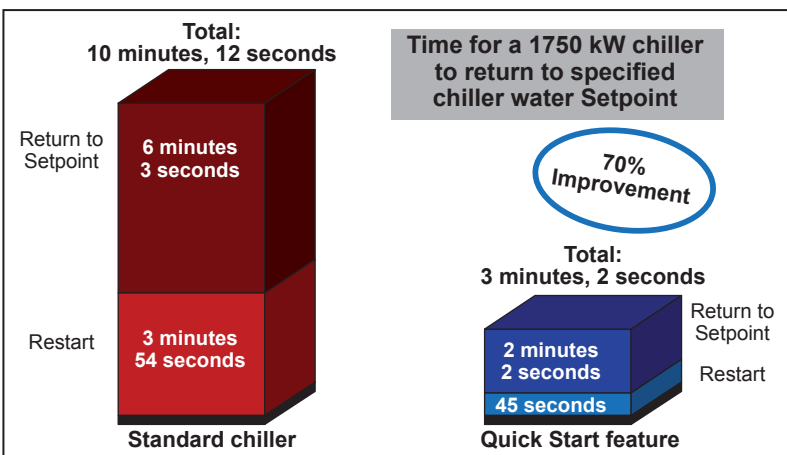 Total:
10 minutes, 12 seconds
Time for a 1750 kW chiller
to return to specified
chiller water Setpoint
Return to
Setpoint
6 minutes
3 seconds
70%
Improvement
Total:
3 minutes, 2 seconds
Restart
3 minutes
54 seconds
2 minutes
2 seconds
Return to
Setpoint
45 seconds
Restart
Standard chiller
Quick Start feature